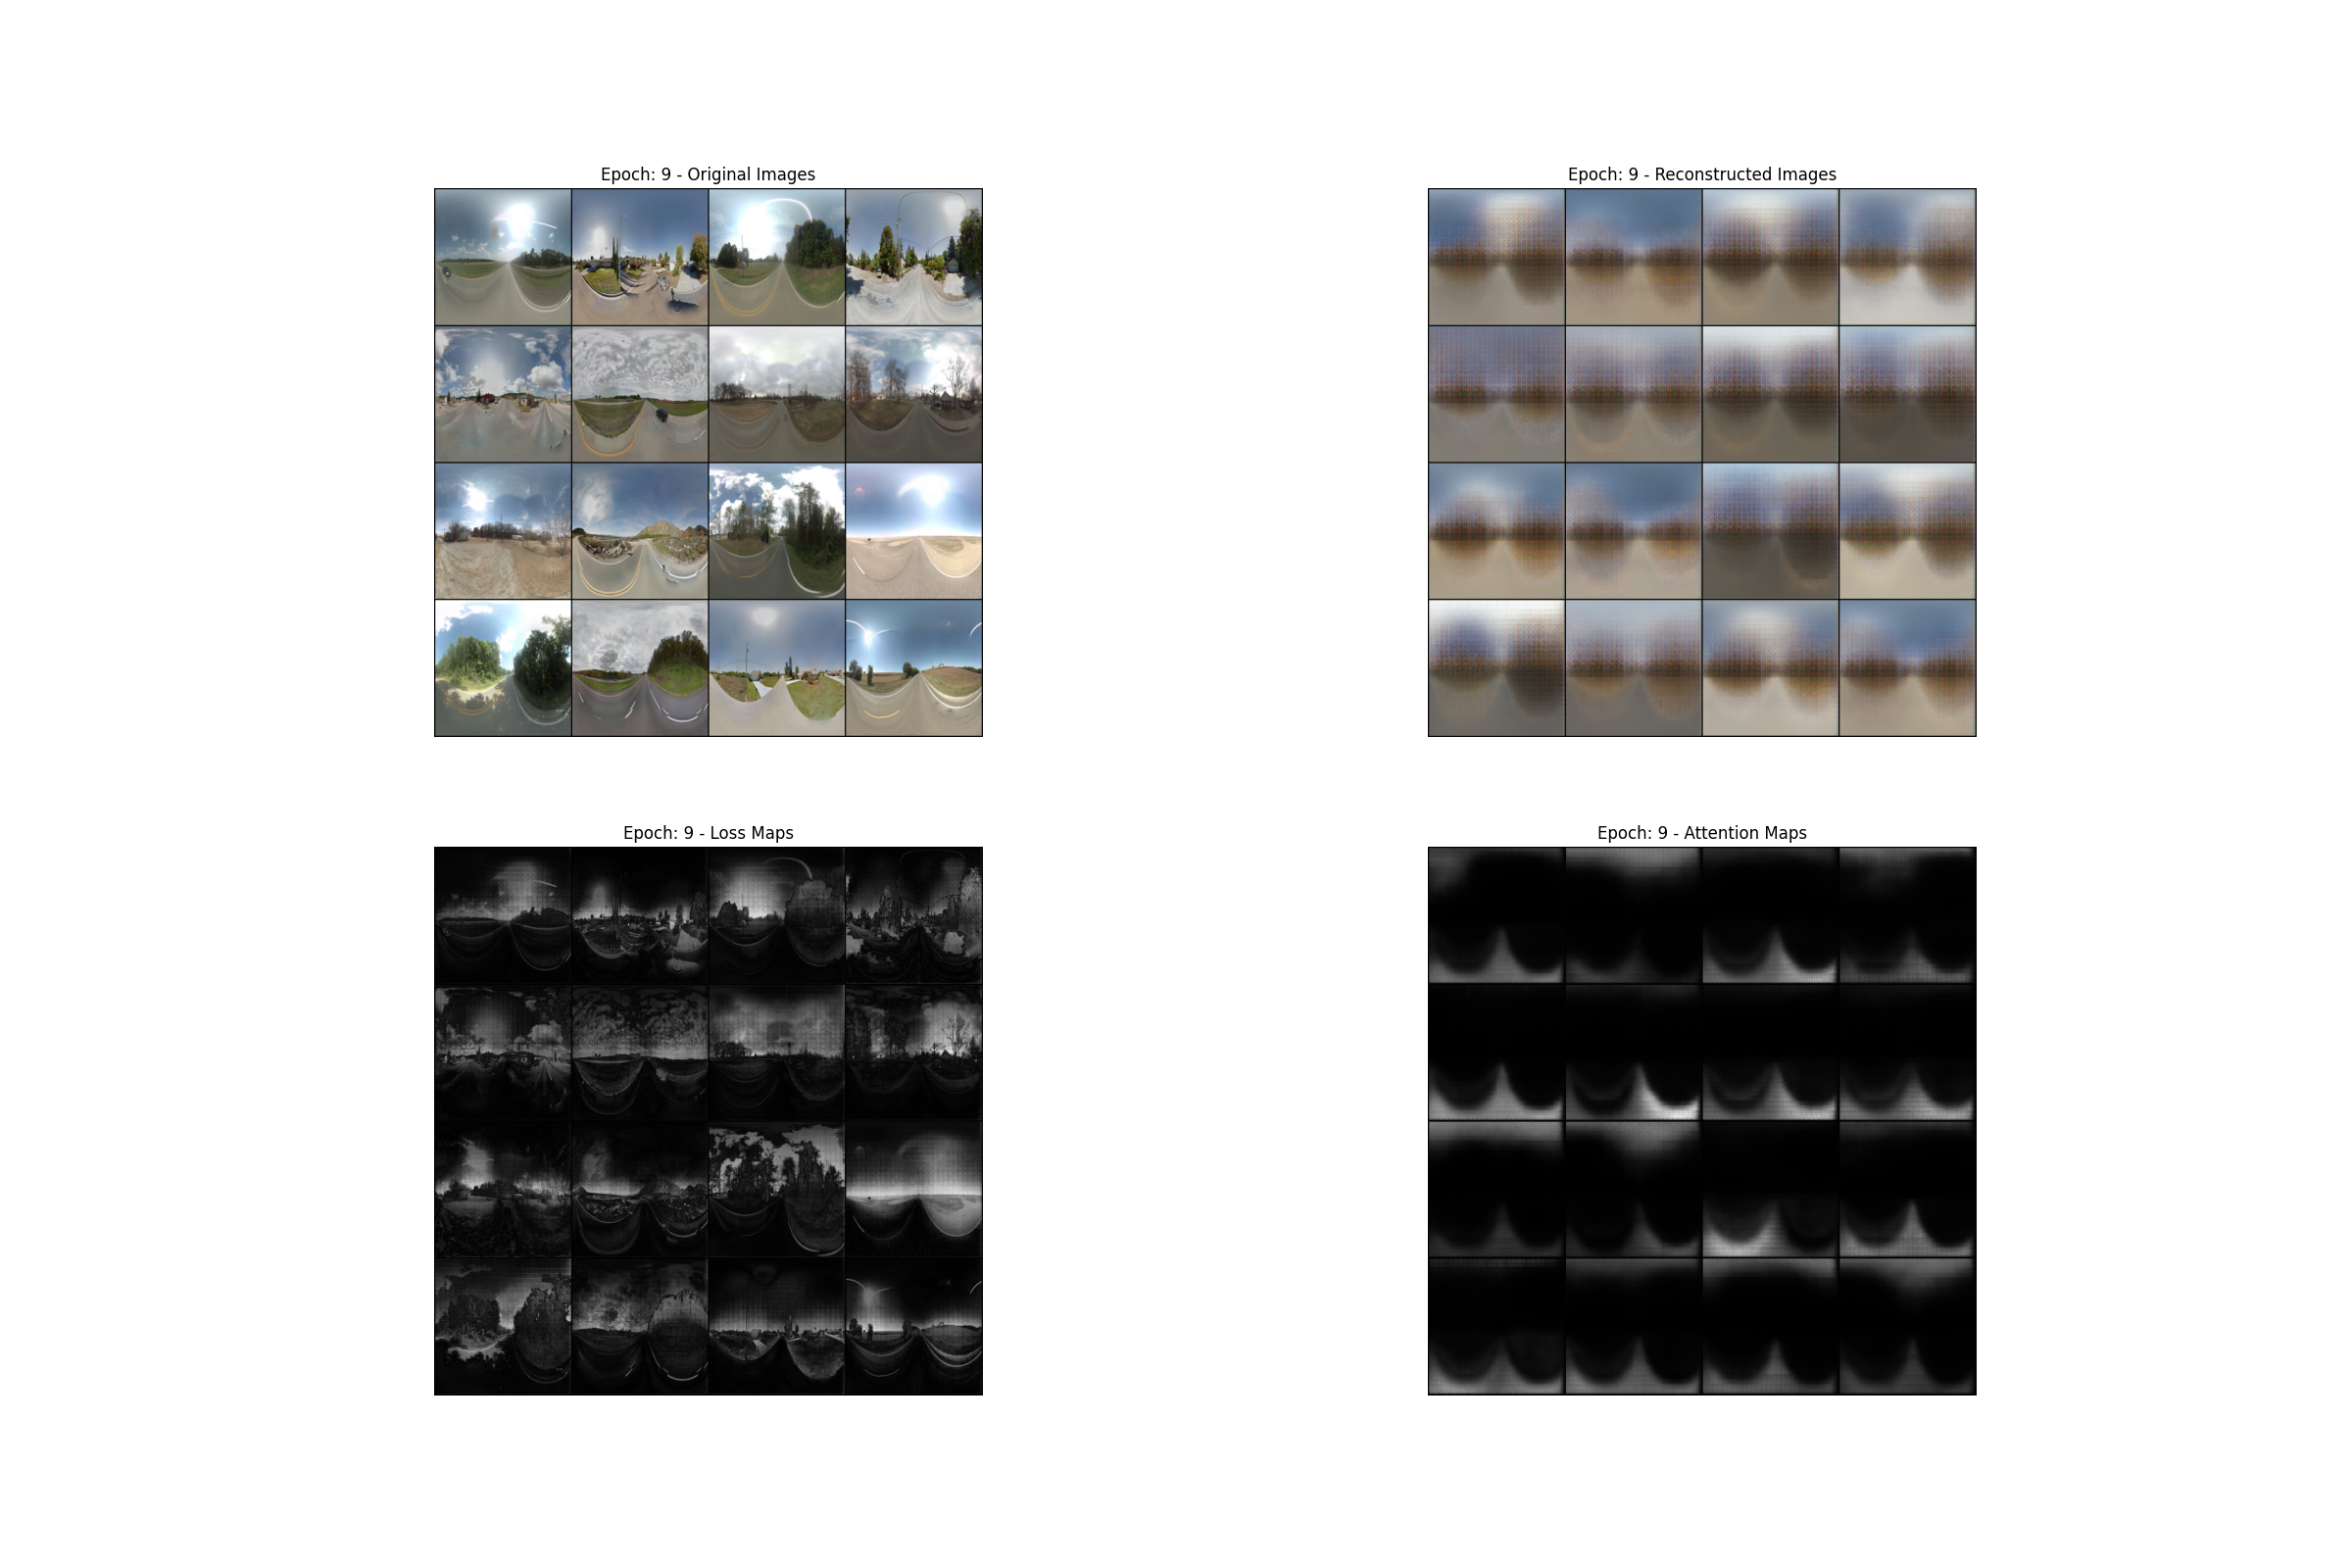 Epoch: 9 - Original Images
Epoch: 9 - Reconstructed Images
Epoch: 9 - Loss Maps
Epoch: 9 - Attention Maps